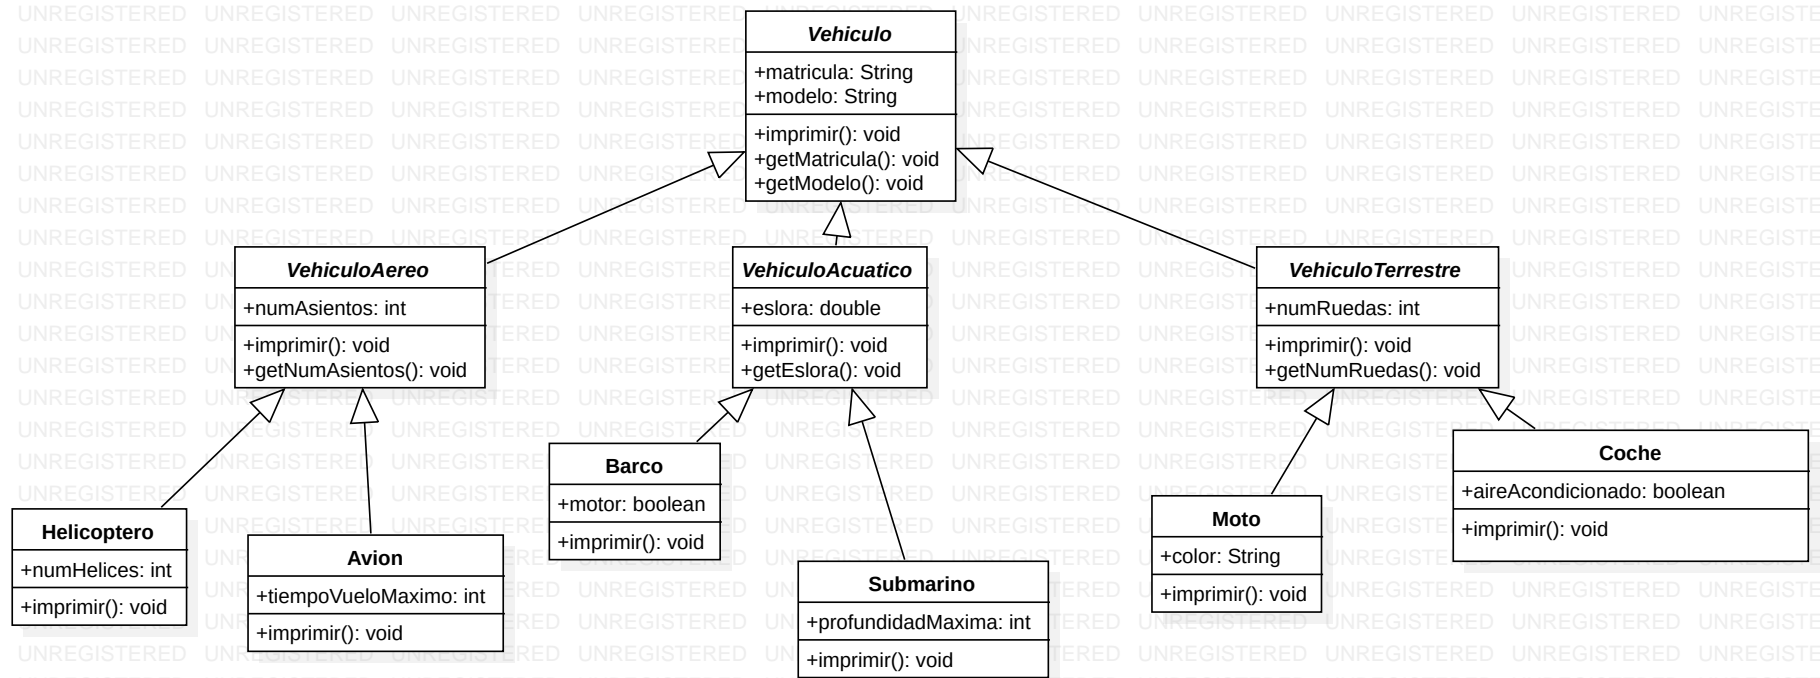 Vehiculo
+matricula: String
+modelo: String
+imprimir(): void
+getMatricula(): void
+getModelo(): void
VehiculoAereo
+numAsientos: int
+imprimir(): void
+getNumAsientos(): void
VehiculoAcuatico
+eslora: double
+imprimir(): void
+getEslora(): void
VehiculoTerrestre
+numRuedas: int
+imprimir(): void
+getNumRuedas(): void
Helicoptero
+numHelices: int
+imprimir(): void
Avion
+tiempoVueloMaximo: int
+imprimir(): void
Barco
+motor: boolean
+imprimir(): void
Submarino
+profundidadMaxima: int
+imprimir(): void
Moto
+color: String
+imprimir(): void
Coche
+aireAcondicionado: boolean
+imprimir(): void
UNREGISTERED